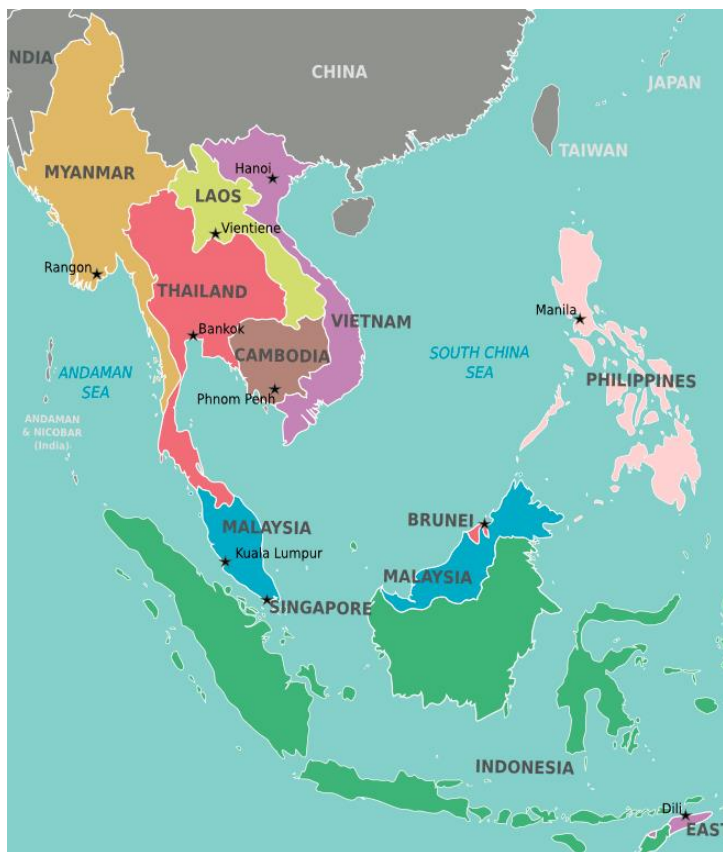 NDIA
CHINA
JAPAN
TAIWAN
MYANMAR
Hanoi
LAOS
Vientiene
Rangon
THAILAND
Manila
VIETNAM
Bankok
CAMBODIA
SOUTH CHINA
SEA
ANDAMAN
SEA
PHILIPPINES
Phnom Penh
ANDAMAN
& NICOBAR
(India)
MALAYSIA
BRUNEI
Kuala Lumpur
MALAYSIA
SINGAPORE
INDONESIA
Dili
EAST